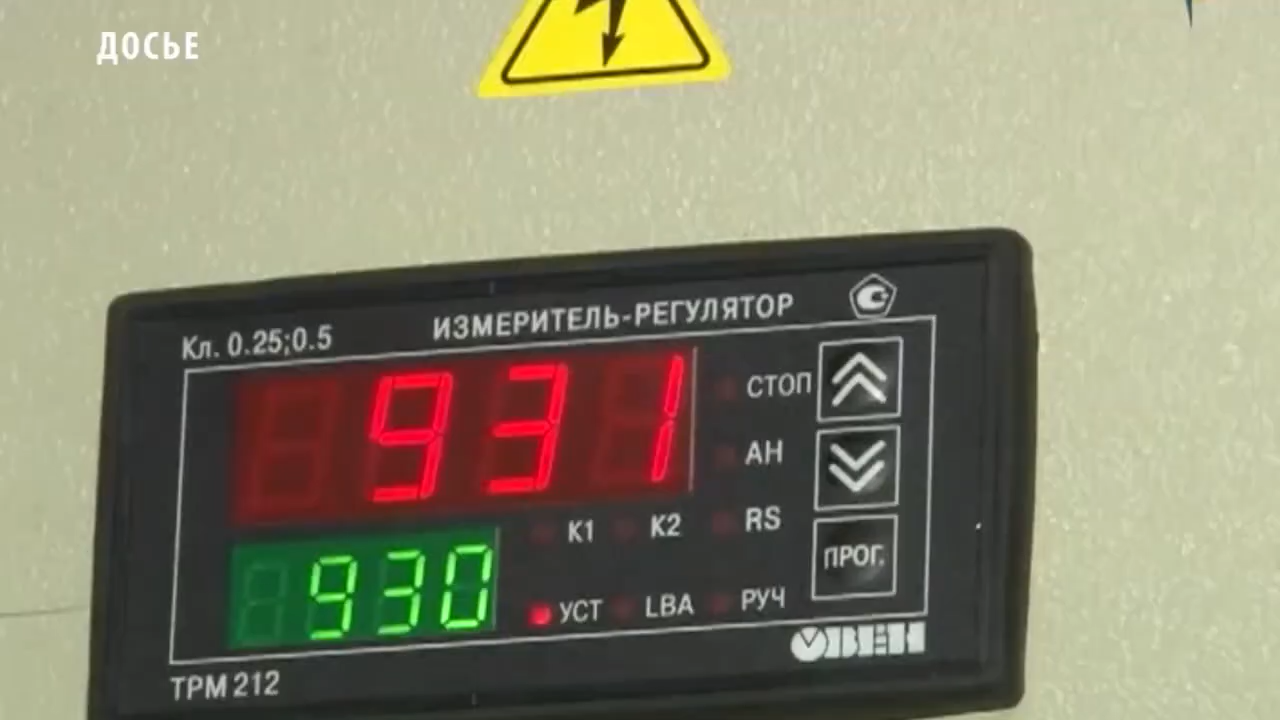 ДОСЬЕ
Кл. 0.25;0.5
ИЗМЕРИТЕЛЬ-РЕГУЛЯТОР
931
СТОП
АН
RS
К1
К2
930
УСТ
LBA
РУЧ
ПРОГ.
ОВЕН
ТРМ 212